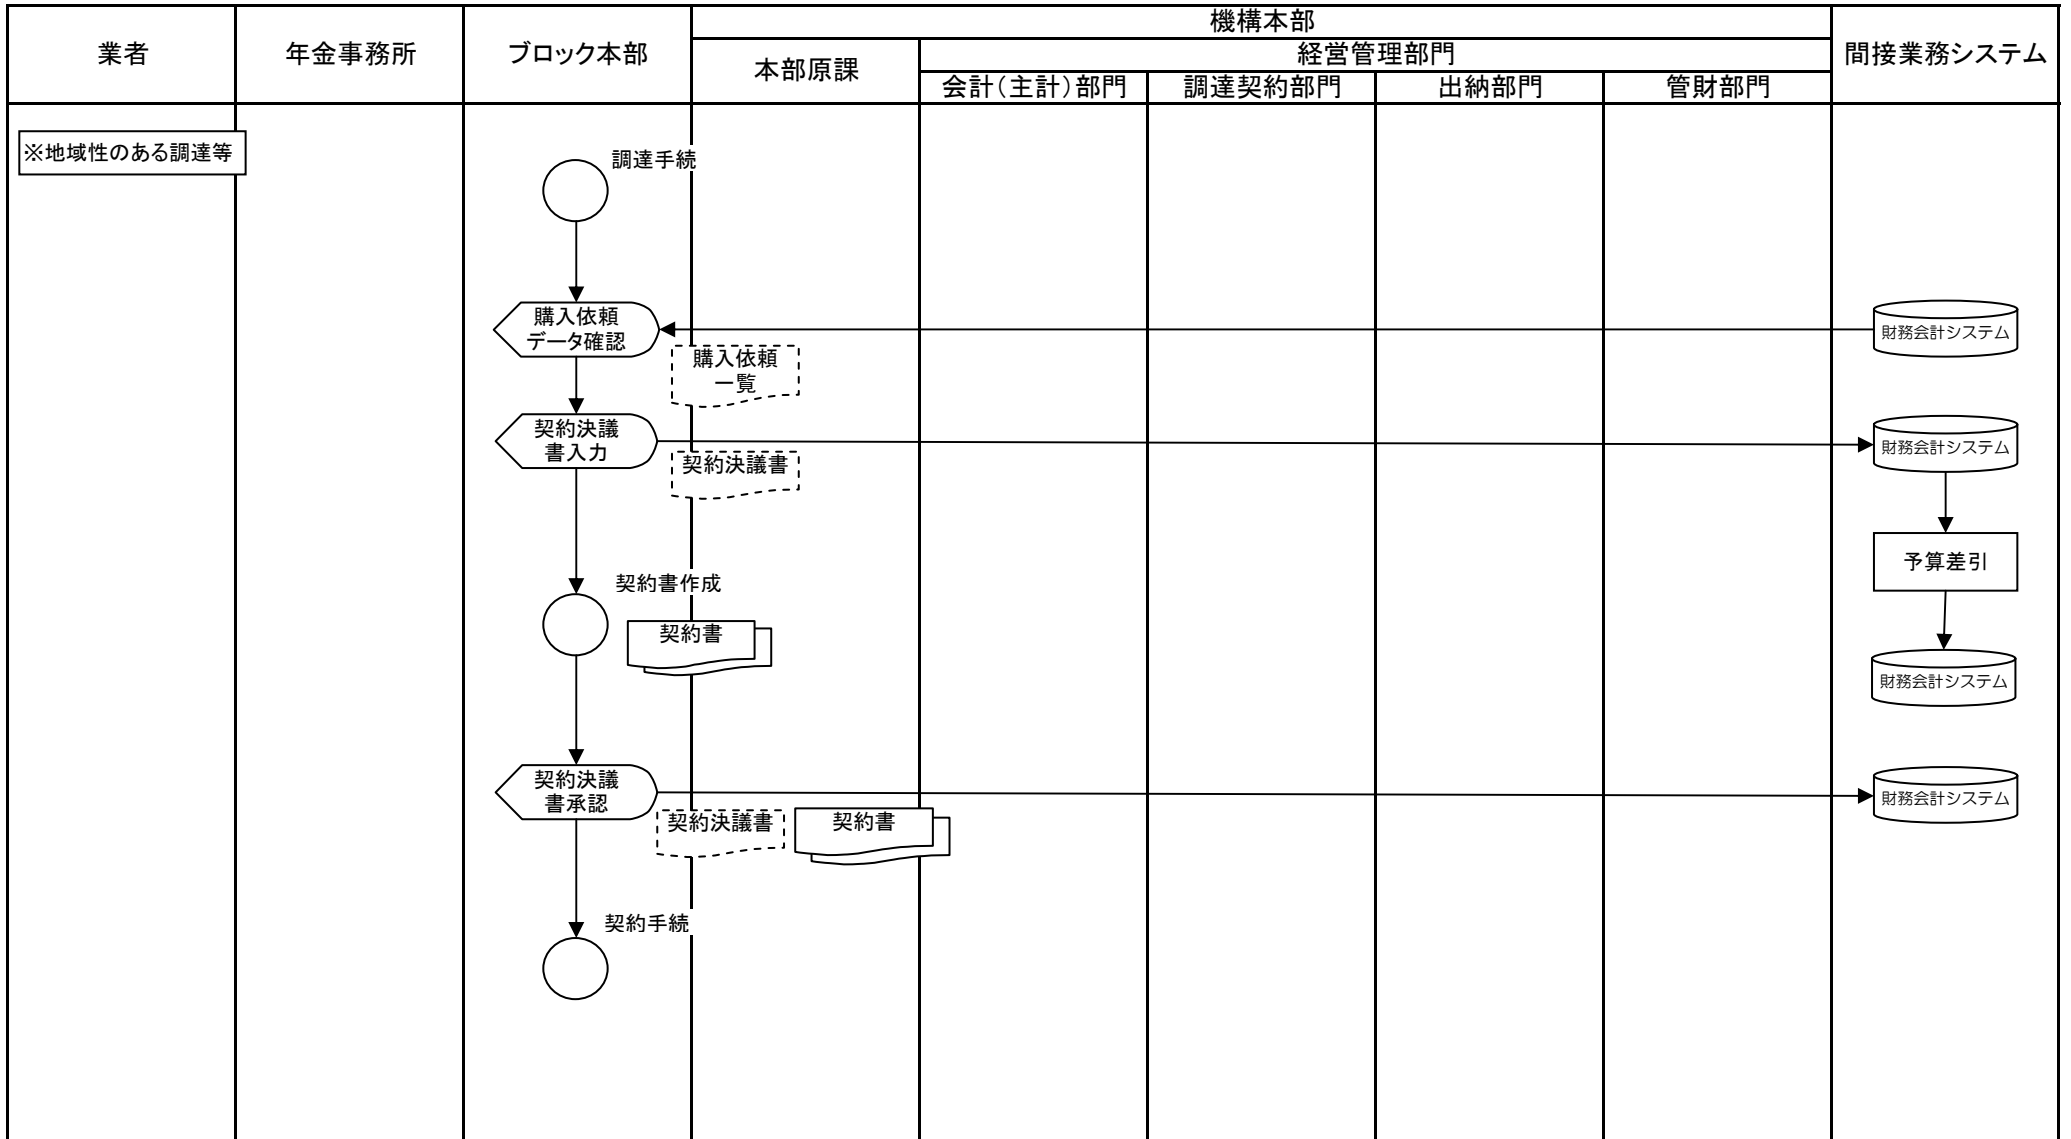 機構本部
業者
年金事務所
ブロック本部
本部原課
経営管理部門
間接業務システム
会計（主計）部門
調達契約部門
出納部門
管財部門
※地域性のある調達等
調達手続
購入依頼
データ確認
財務会計システム
購入依頼
一覧
契約決議
書入力
財務会計システム
契約決議書
予算差引
契約書作成
契約書
財務会計システム
契約決議
書承認
財務会計システム
契約決議書
契約書
契約手続